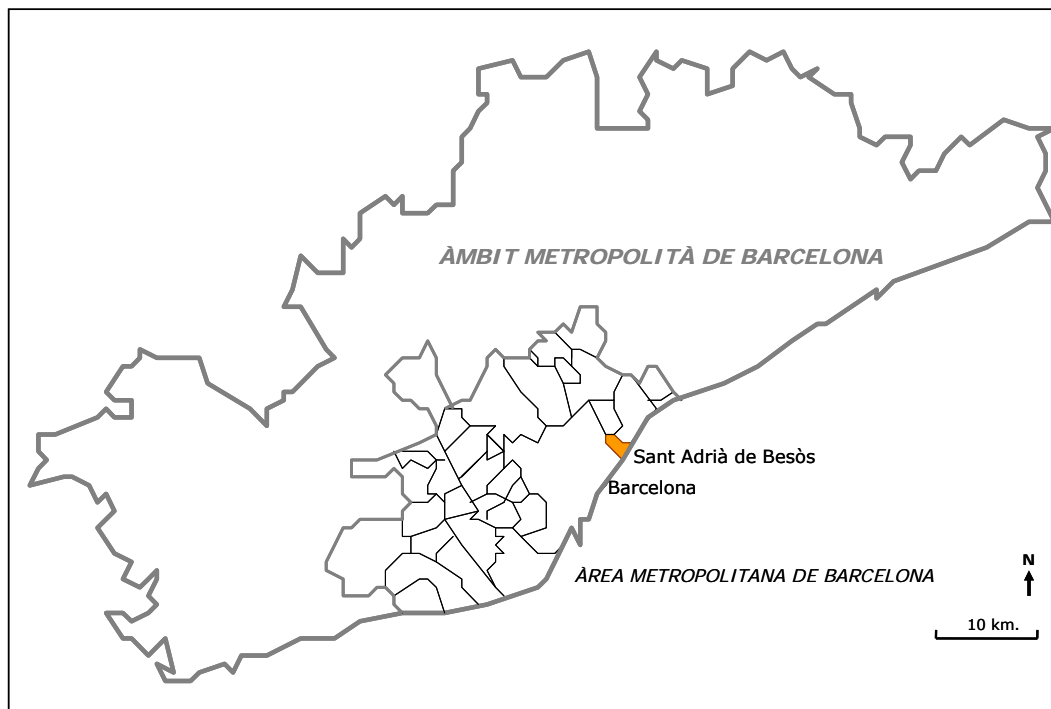 ÀMBIT METROPOLITÀ DE BARCELONA
Sant Adrià de Besòs
Barcelona
ÀREA METROPOLITANA DE BARCELONA
N
10 km.